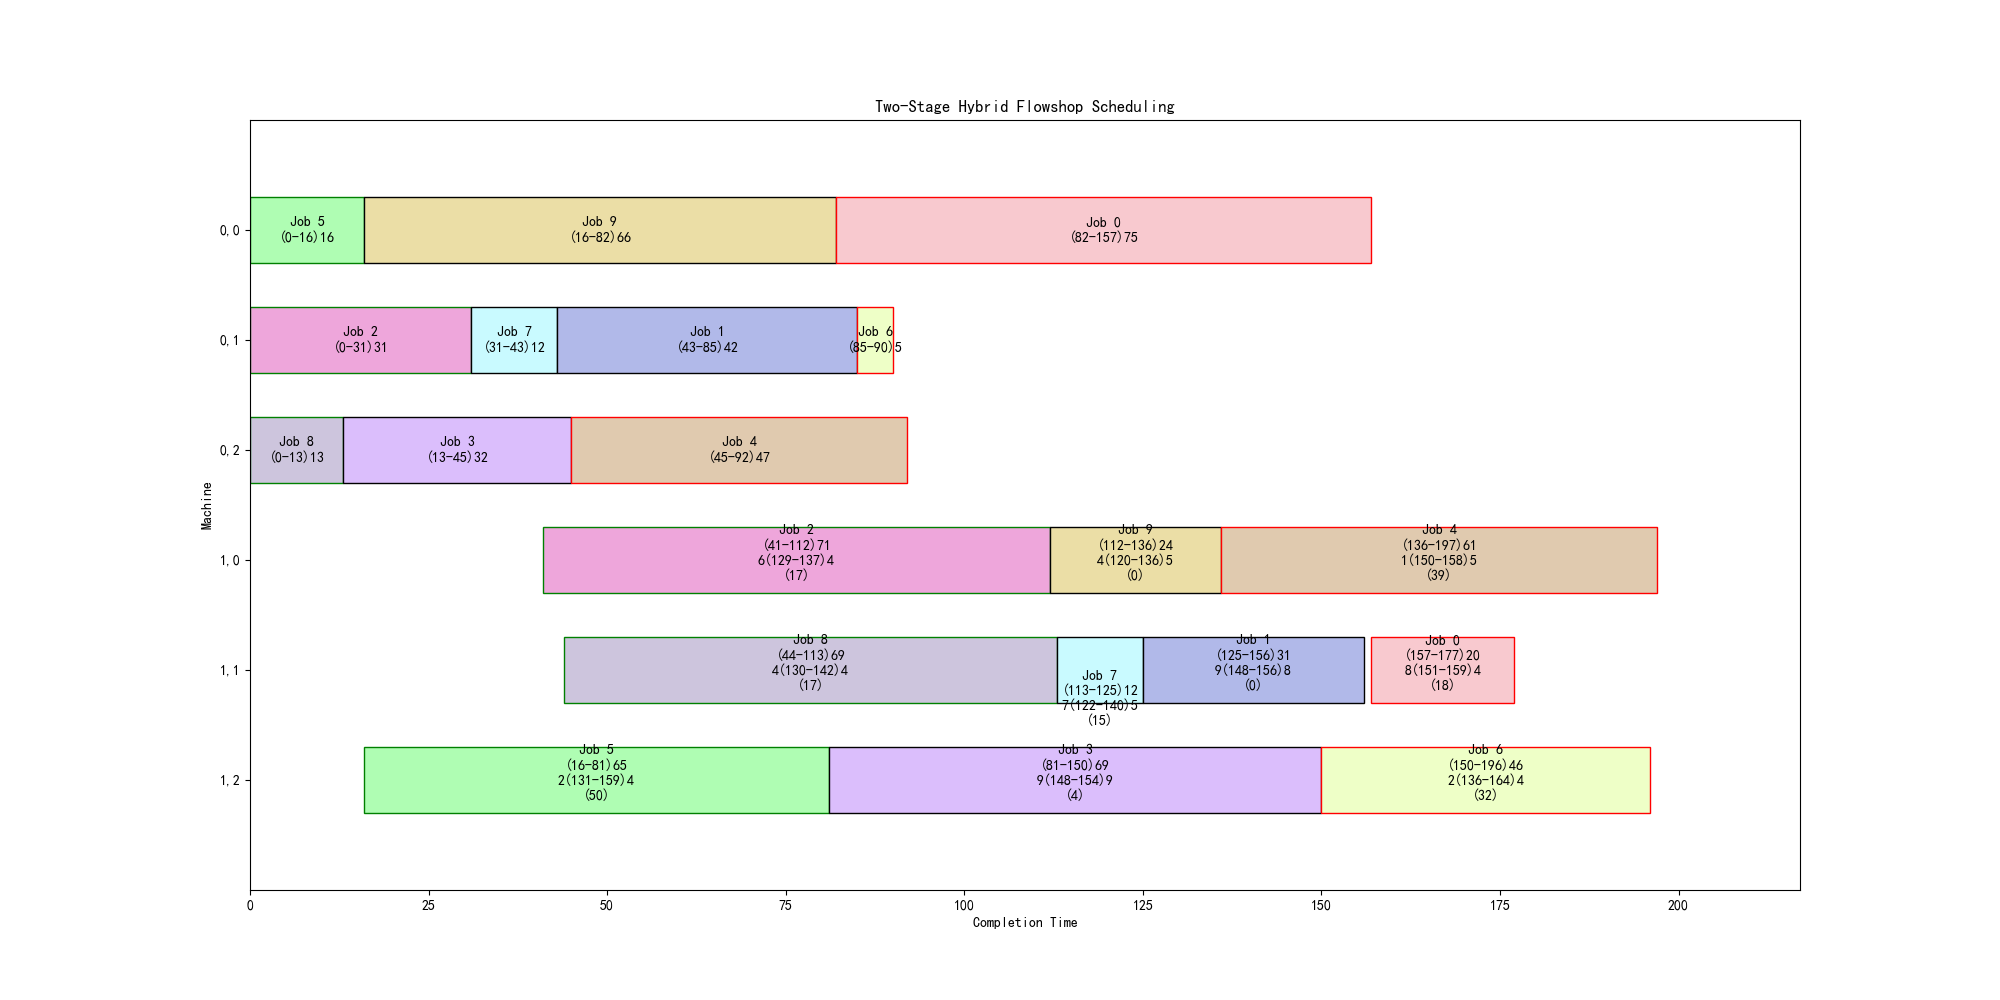 Two-Stage Hybrid Flowshop Scheduling
Machine
0,0
Job 5
(0-16)16
Job 9
(16-82)66
Job 0
(82-157)75
0,1
Job 2
(0-31)31
Job 7
(31-43)12
Job 1
(43-85)42
Job 6
(85-90)5
0,2
Job 8
(0-13)13
Job 3
(13-45)32
Job 4
(45-92)47
1,0
Job 2
(41-112)71
6(129-137)4
(17)
Job 9
(112-136)24
4(120-136)5
(0)
Job 4
(136-197)61
1(150-158)5
(39)
1,1
Job 8
(44-113)69
4(130-142)4
(17)
Job 7
(113-125)12
7(122-140)5
(15)
Job 1
(125-156)31
9(148-156)8
(0)
Job 0
(157-177)20
8(151-159)4
(18)
1,2
Job 5
(16-81)65
2(131-159)4
(50)
Job 3
(81-150)69
9(148-154)9
(4)
Job 6
(150-196)46
2(136-164)4
(32)
0 25 50 75 100 125 150 175 200
Completion Time